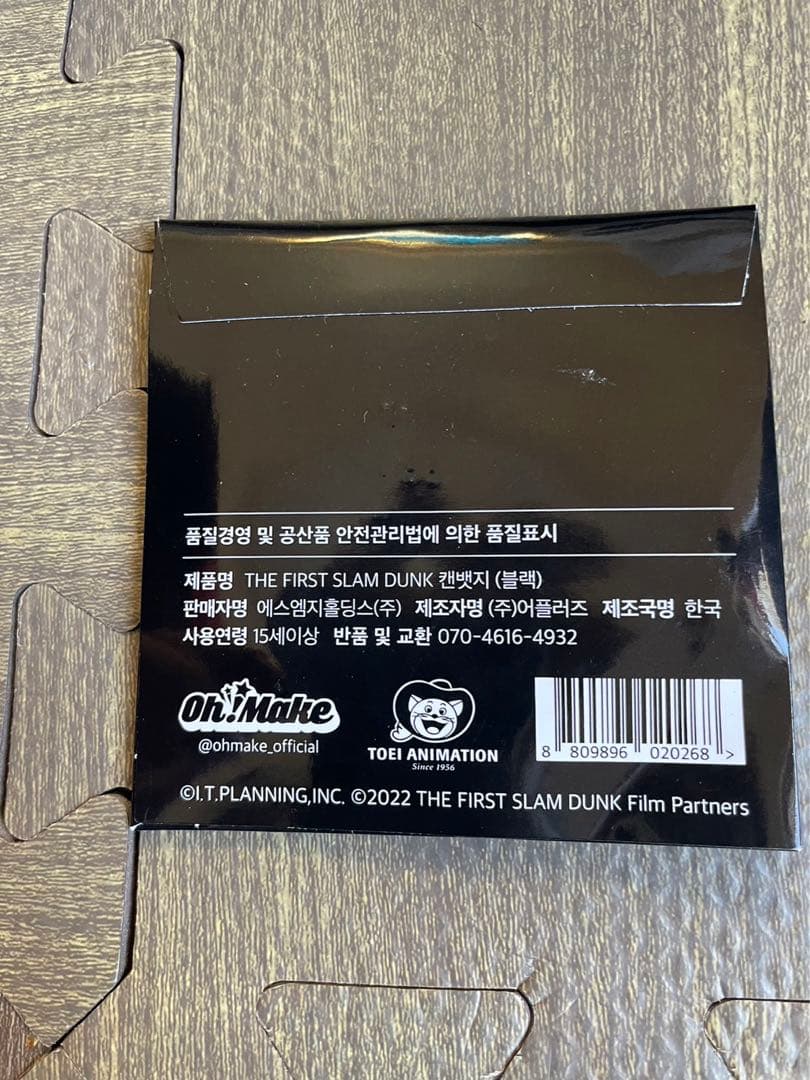 품질경영 및 공산품 안전관리법에 의한 품질표시
제품명 THE FIRST SLAM DUNK 캔뱃지 (블랙)
판매자명 에스엠지홀딩스(주) 제조자명 (주)어플러즈 제조국명 한국
사용연령 15세이상 반품 및 교환 070-4616-4932
Oh!Make
@ohmake_official
TOEI ANIMATION
Since 1956
8 809896 020268 >
©I.T.PLANNING,INC. ©2022 THE FIRST SLAM DUNK Film Partners